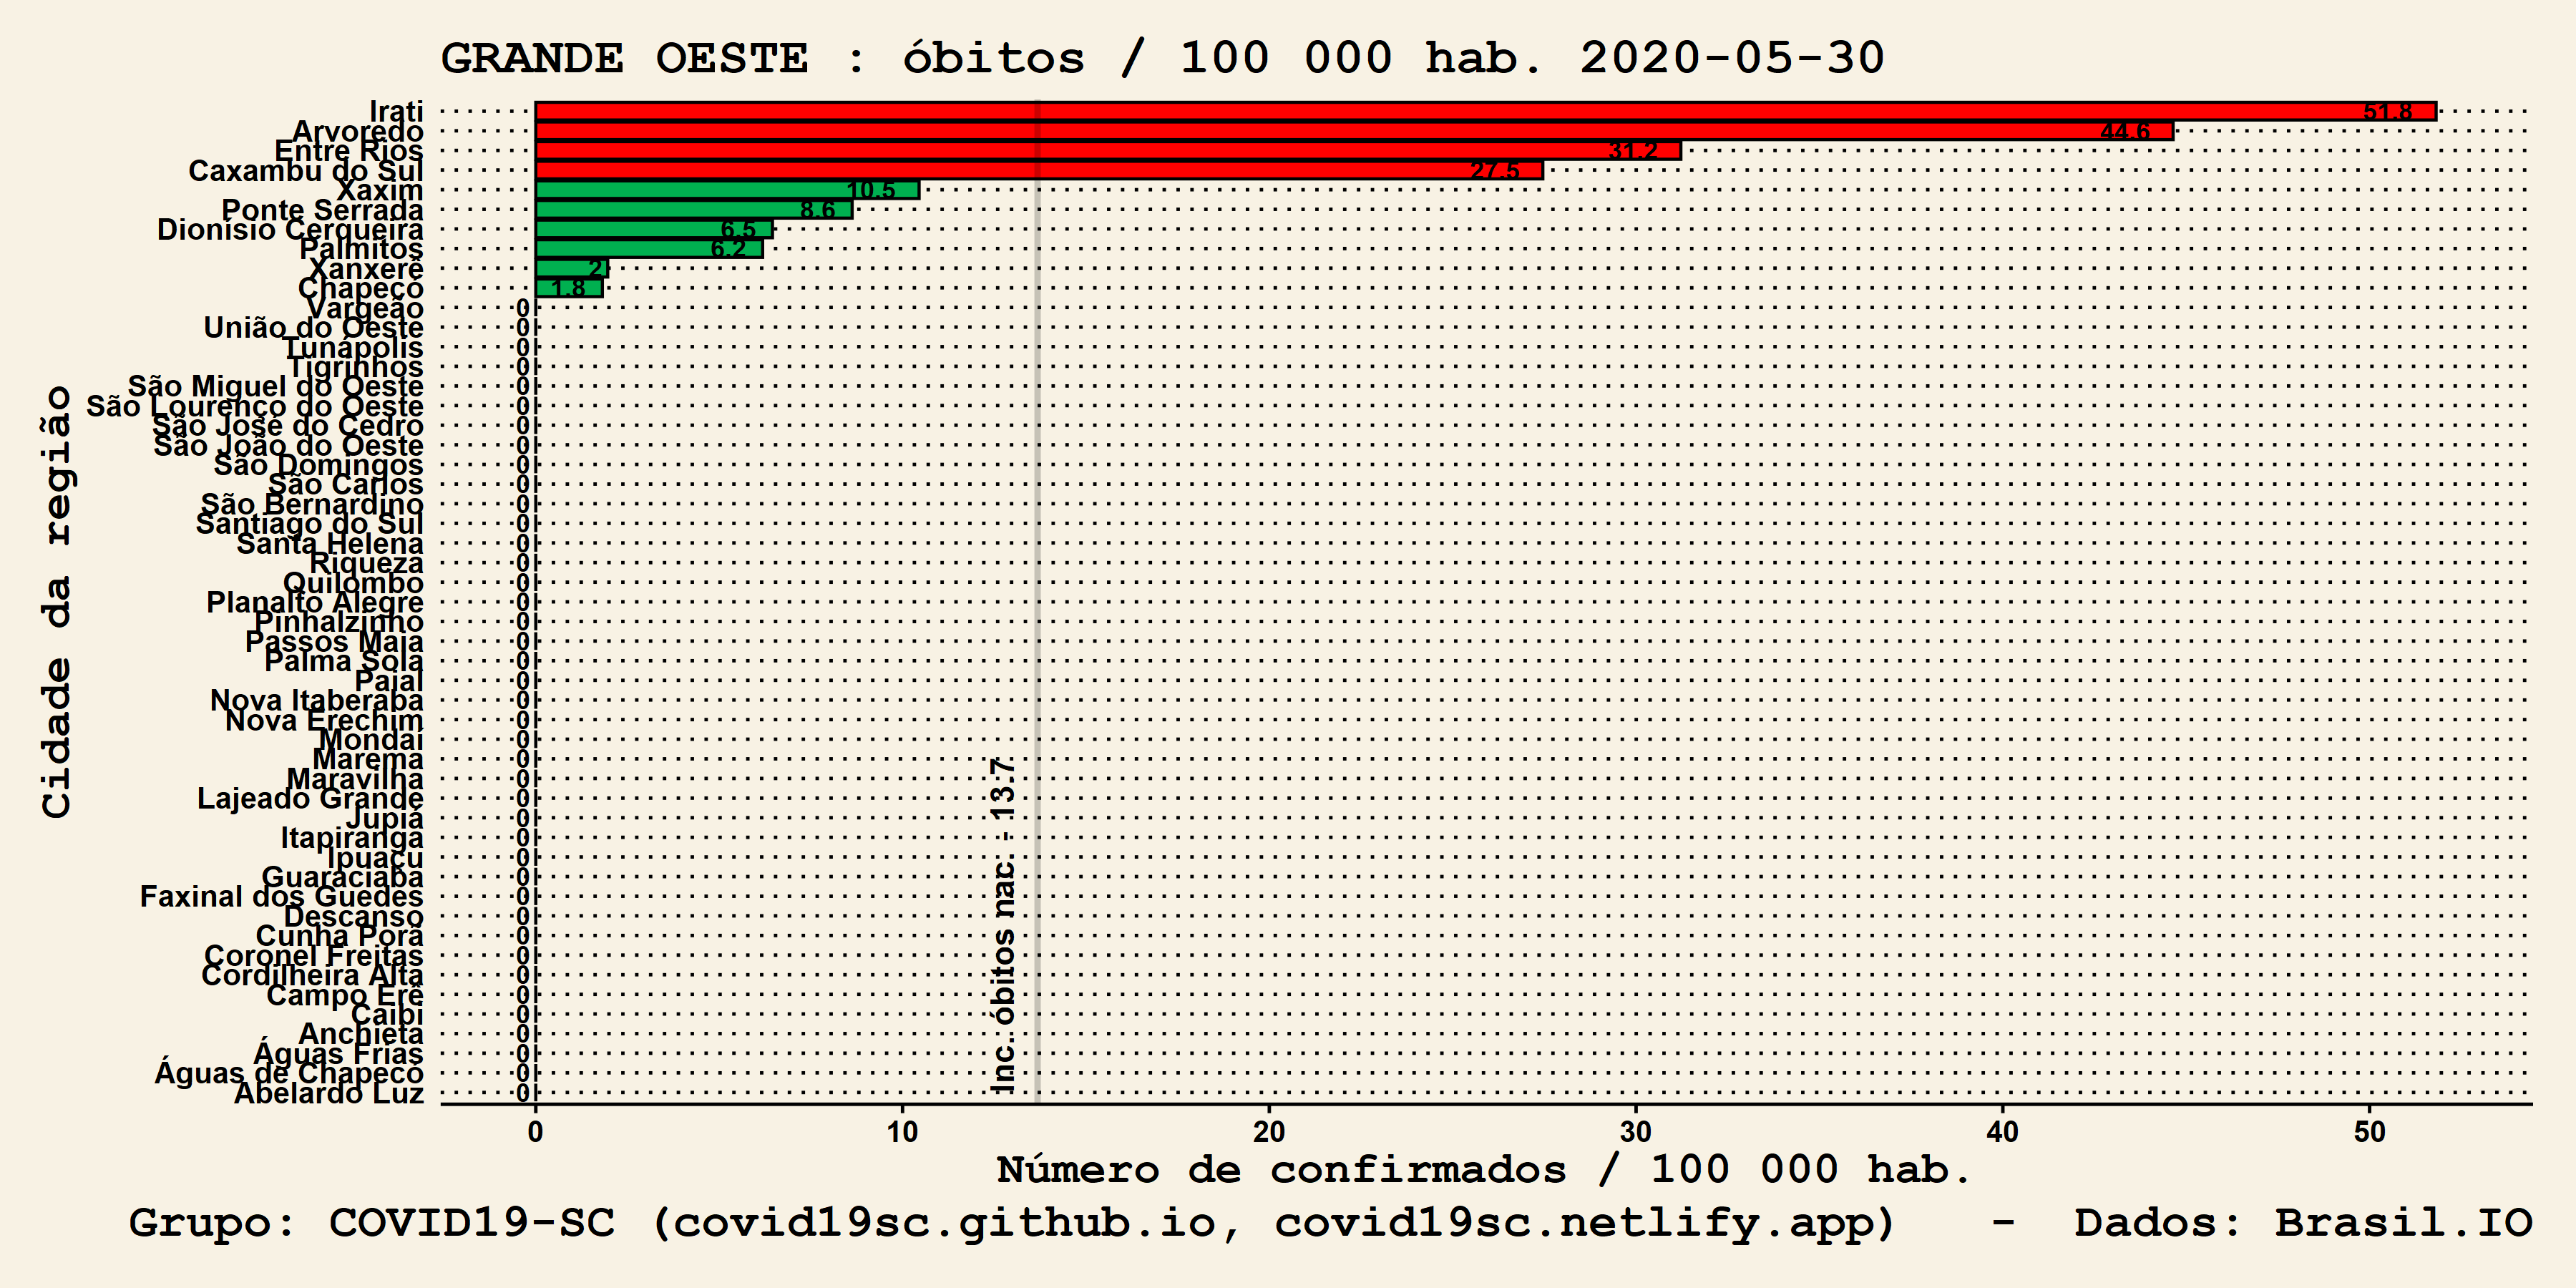 GRANDE OESTE : óbitos / 100 000 hab. 2020-05-30
Cidade da região
Irati 51.8
Arvoredo 44.6
Entre Rios 31.2
Caxambu do Sul 27.5
Xaxim 10.5
Ponte Serrada 8.6
Dionísio Cerqueira 6.5
Palmitos 6.2
Xanxerê 2
Chapecó 1.8
Vargeão 0
União do Oeste 0
Tunápolis 0
Tigrinhos 0
São Miguel do Oeste 0
São Lourenço do Oeste 0
São José do Cedro 0
São João do Oeste 0
São Domingos 0
São Carlos 0
São Bernardino 0
Santiago do Sul 0
Santa Helena 0
Riqueza 0
Quilombo 0
Planalto Alegre 0
Pinhalzinho 0
Passos Maia 0
Palma Sola 0
Paial 0
Nova Itaberaba 0
Nova Erechim 0
Mondaí 0
Marema 0
Maravilha 0
Lajeado Grande 0
Jupiá 0
Itapiranga 0
Ipuaçu 0
Guaraciaba 0
Faxinal dos Guedes 0
Descanso 0
Cunha Porã 0
Coronel Freitas 0
Cordilheira Alta 0
Campo Erê 0
Caibi 0
Anchieta 0
Águas Frias 0
Águas de Chapecó 0
Abelardo Luz 0
Inc. óbitos nac. - 13.7
0 10 20 30 40 50
Número de confirmados / 100 000 hab.
Grupo: COVID19-SC (covid19sc.github.io, covid19sc.netlify.app) - Dados: Brasil.IO